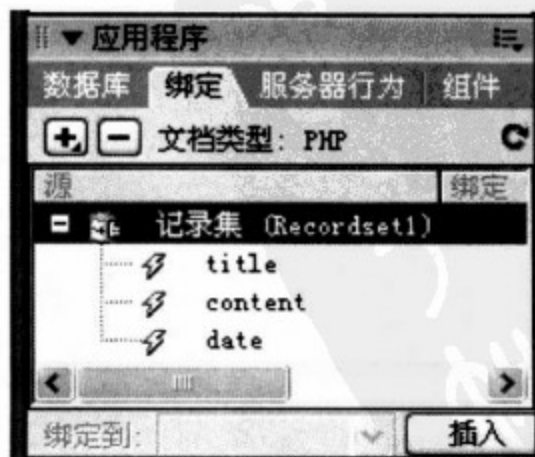 应用程序
数据库 绑定 服务器行为 组件
文档类型: PHP
源 绑定
记录集 (Recordset1)
title
content
date
绑定到: 插入